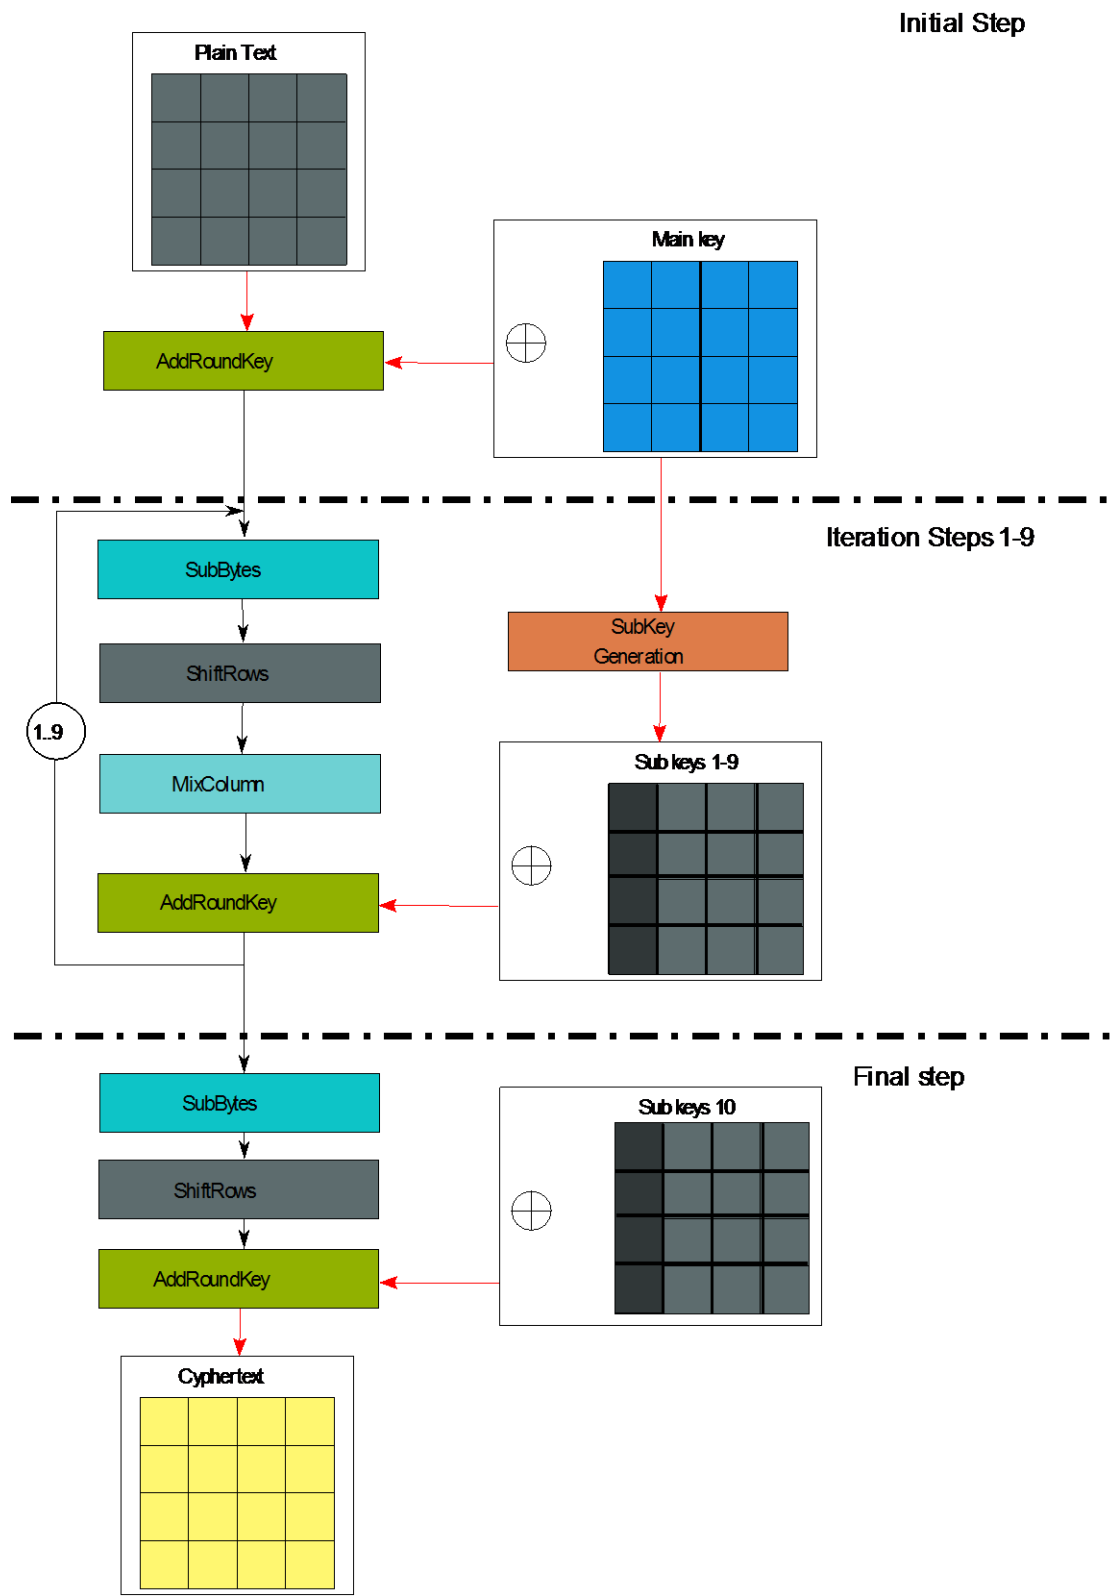 Initial Step
Plain Text
Main key
AddRoundKey
Iteration Steps 1-9
SubBytes
SubKey
Generation
ShiftRows
1..9
Sub keys 1-9
MixColumn
AddRoundKey
Final step
SubBytes
Sub keys 10
ShiftRows
AddRoundKey
Cyphertext